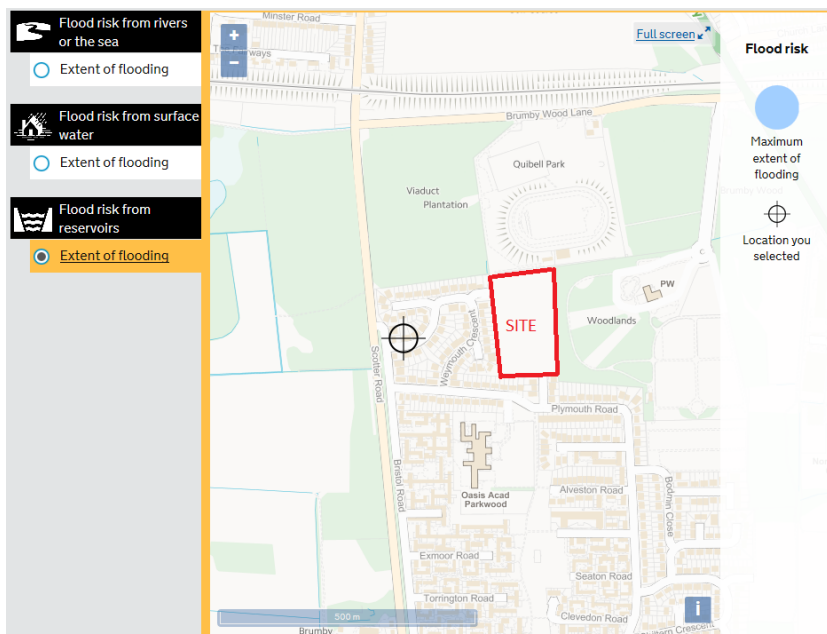 Flood risk from rivers
or the sea
Extent of flooding
Flood risk from surface
water
Extent of flooding
Flood risk from
reservoirs
Extent of flooding
+
−
Full screen
Minster Road
Brumby Wood Lane
Quibell Park
Viaduct
Plantation
PW
Woodlands
SITE
Weymouth Crescent
Scotter Road
Plymouth Road
Bristol Road
Oasis Acad
Parkwood
Alveston Road
Bodmin Close
Exmoor Road
Seaton Road
Torrington Road
Clevedon Road
500 m
Brumby
i
Flood risk
Maximum
extent of
flooding
Location you
selected